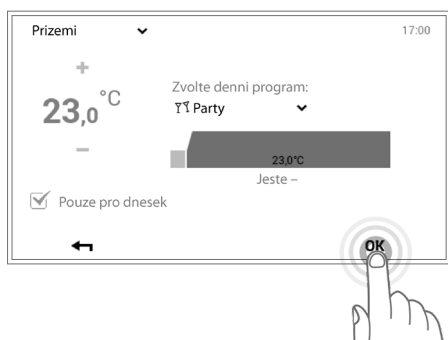 Prizemi
17:00
+
23,0 °C
−
Zvolte denni program:
Party
23,0°C
Jeste –
Pouze pro dnesek
OK